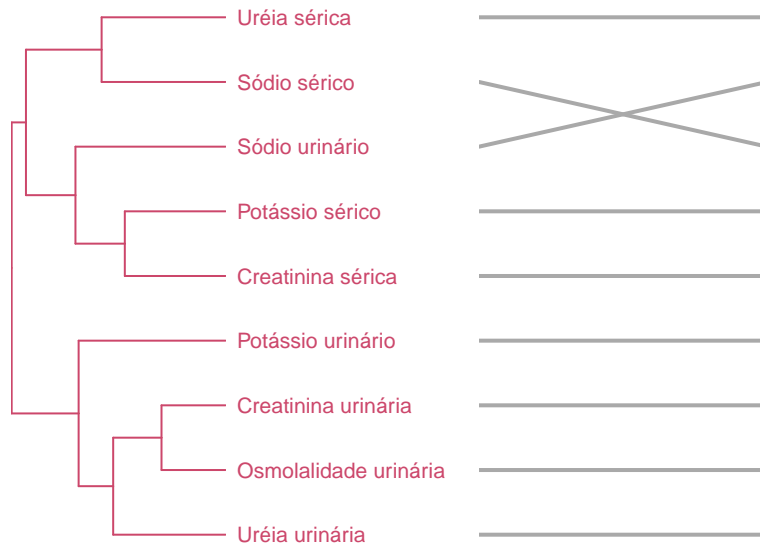 Uréia sérica
Sódio sérico
Sódio urinário
Potássio sérico
Creatinina sérica
Potássio urinário
Creatinina urinária
Osmolalidade urinária
Uréia urinária